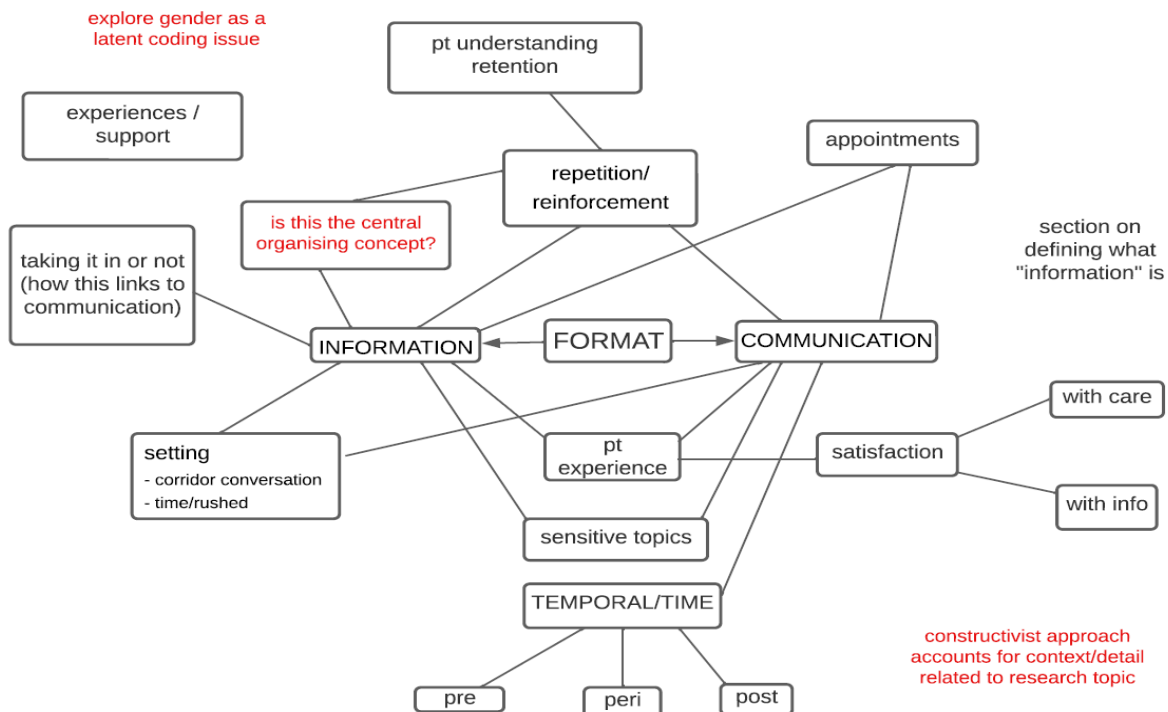 explore gender as a
latent coding issue
pt understanding
retention
experiences /
support
appointments
repetition/
reinforcement
is this the central
organising concept?
section on
defining what
"information" is
taking it in or not
(how this links to
communication)
INFORMATION
FORMAT
COMMUNICATION
with care
setting
- corridor conversation
- time/rushed
pt
experience
satisfaction
with info
sensitive topics
TEMPORAL/TIME
constructivist approach
accounts for context/detail
related to research topic
pre
peri
post